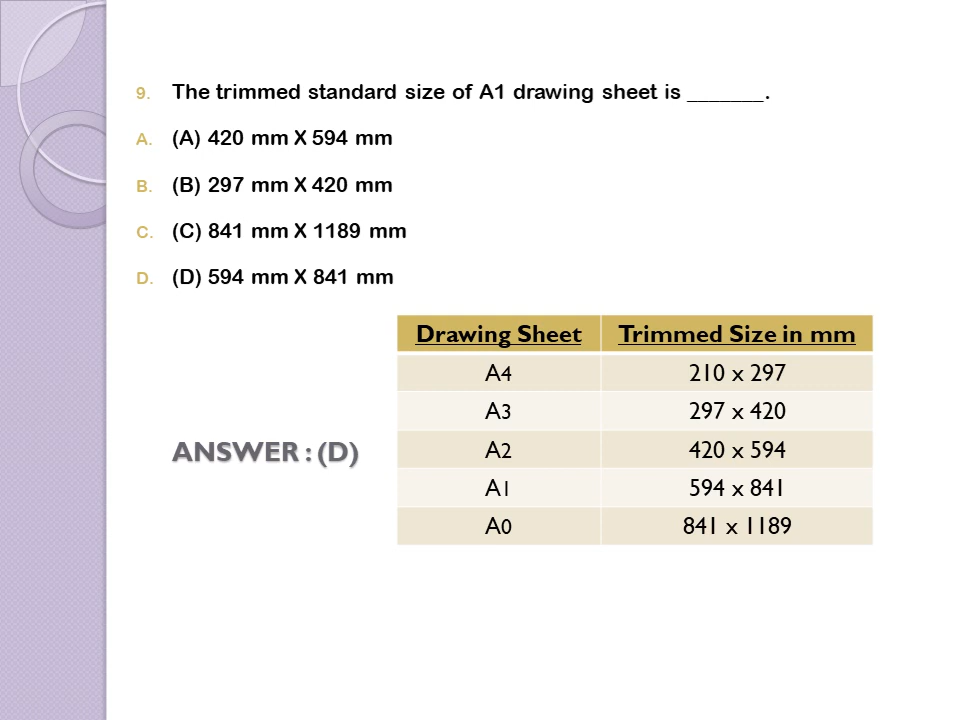 9. The trimmed standard size of A1 drawing sheet is _______.
A. (A) 420 mm X 594 mm
B. (B) 297 mm X 420 mm
C. (C) 841 mm X 1189 mm
D. (D) 594 mm X 841 mm
Drawing Sheet Trimmed Size in mm
A4 210 x 297
A3 297 x 420
A2 420 x 594
A1 594 x 841
A0 841 x 1189
ANSWER : (D)